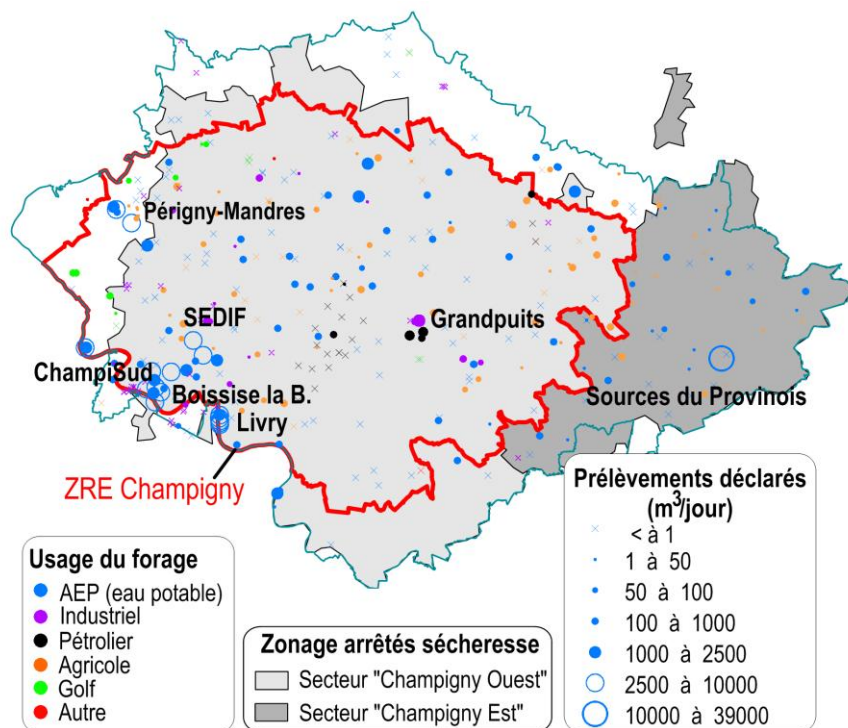 Périgny-Mandres
SEDIF
Grandpuits
ChampiSud
Boissise la B.
Livry
Sources du Provinois
ZRE Champigny
Usage du forage
AEP (eau potable)
Industriel
Pétrolier
Agricole
Golf
Autre
Zonage arrêtés sécheresse
Secteur "Champigny Ouest"
Secteur "Champigny Est"
Prélèvements déclarés
(m³/jour)
< à 1
1 à 50
50 à 100
100 à 1000
1000 à 2500
2500 à 10000
10000 à 39000